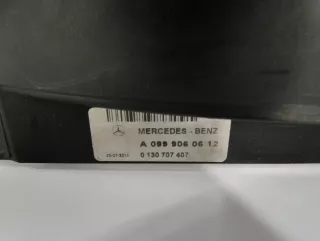 MERCEDES - BENZ
A 099 906 06 12
0 130 707 407